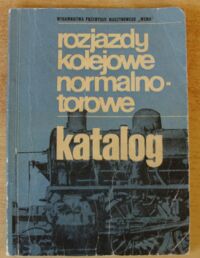 WYDAWNICTWA PRZEMYSŁU MASZYNOWEGO „WEMA”
rozjazdy
kolejowe
normalno-
torowe
katalog